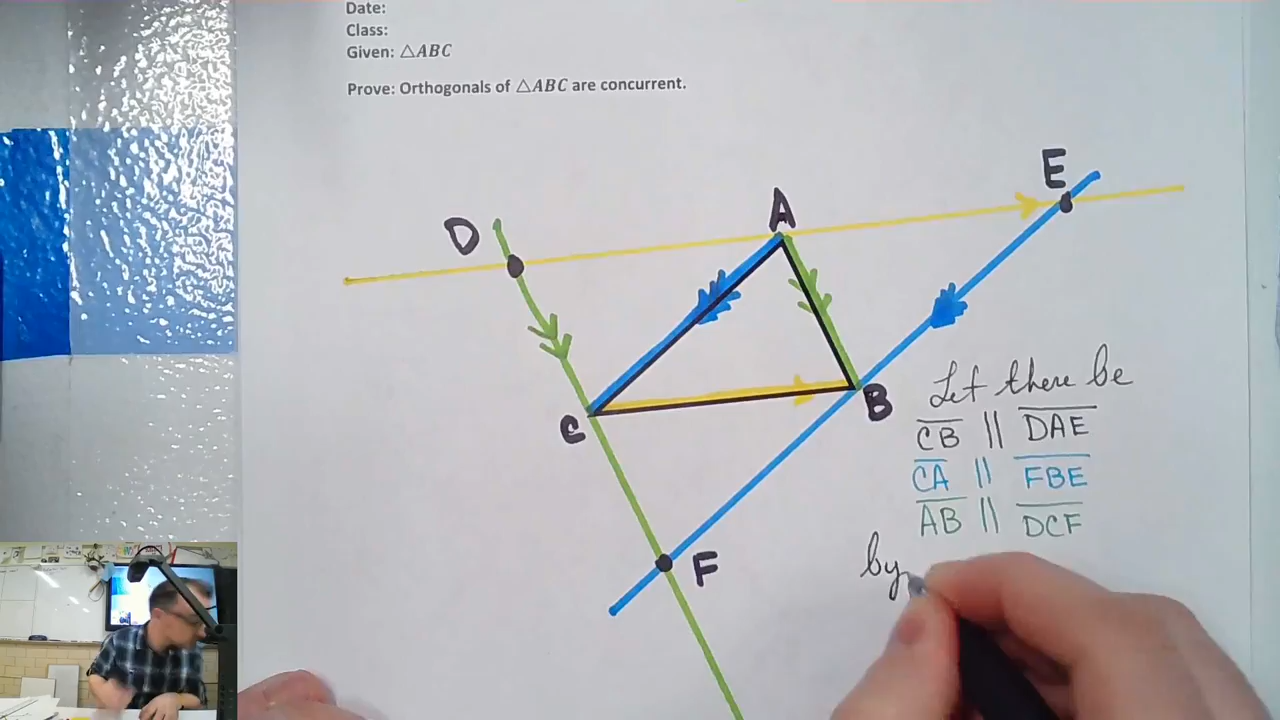 Date:
Class:
Given: △ABC
Prove: Orthogonals of △ABC are concurrent.
E
A
D
B
C
F
Let there be
CB || DAE
CA || FBE
AB || DCF
by